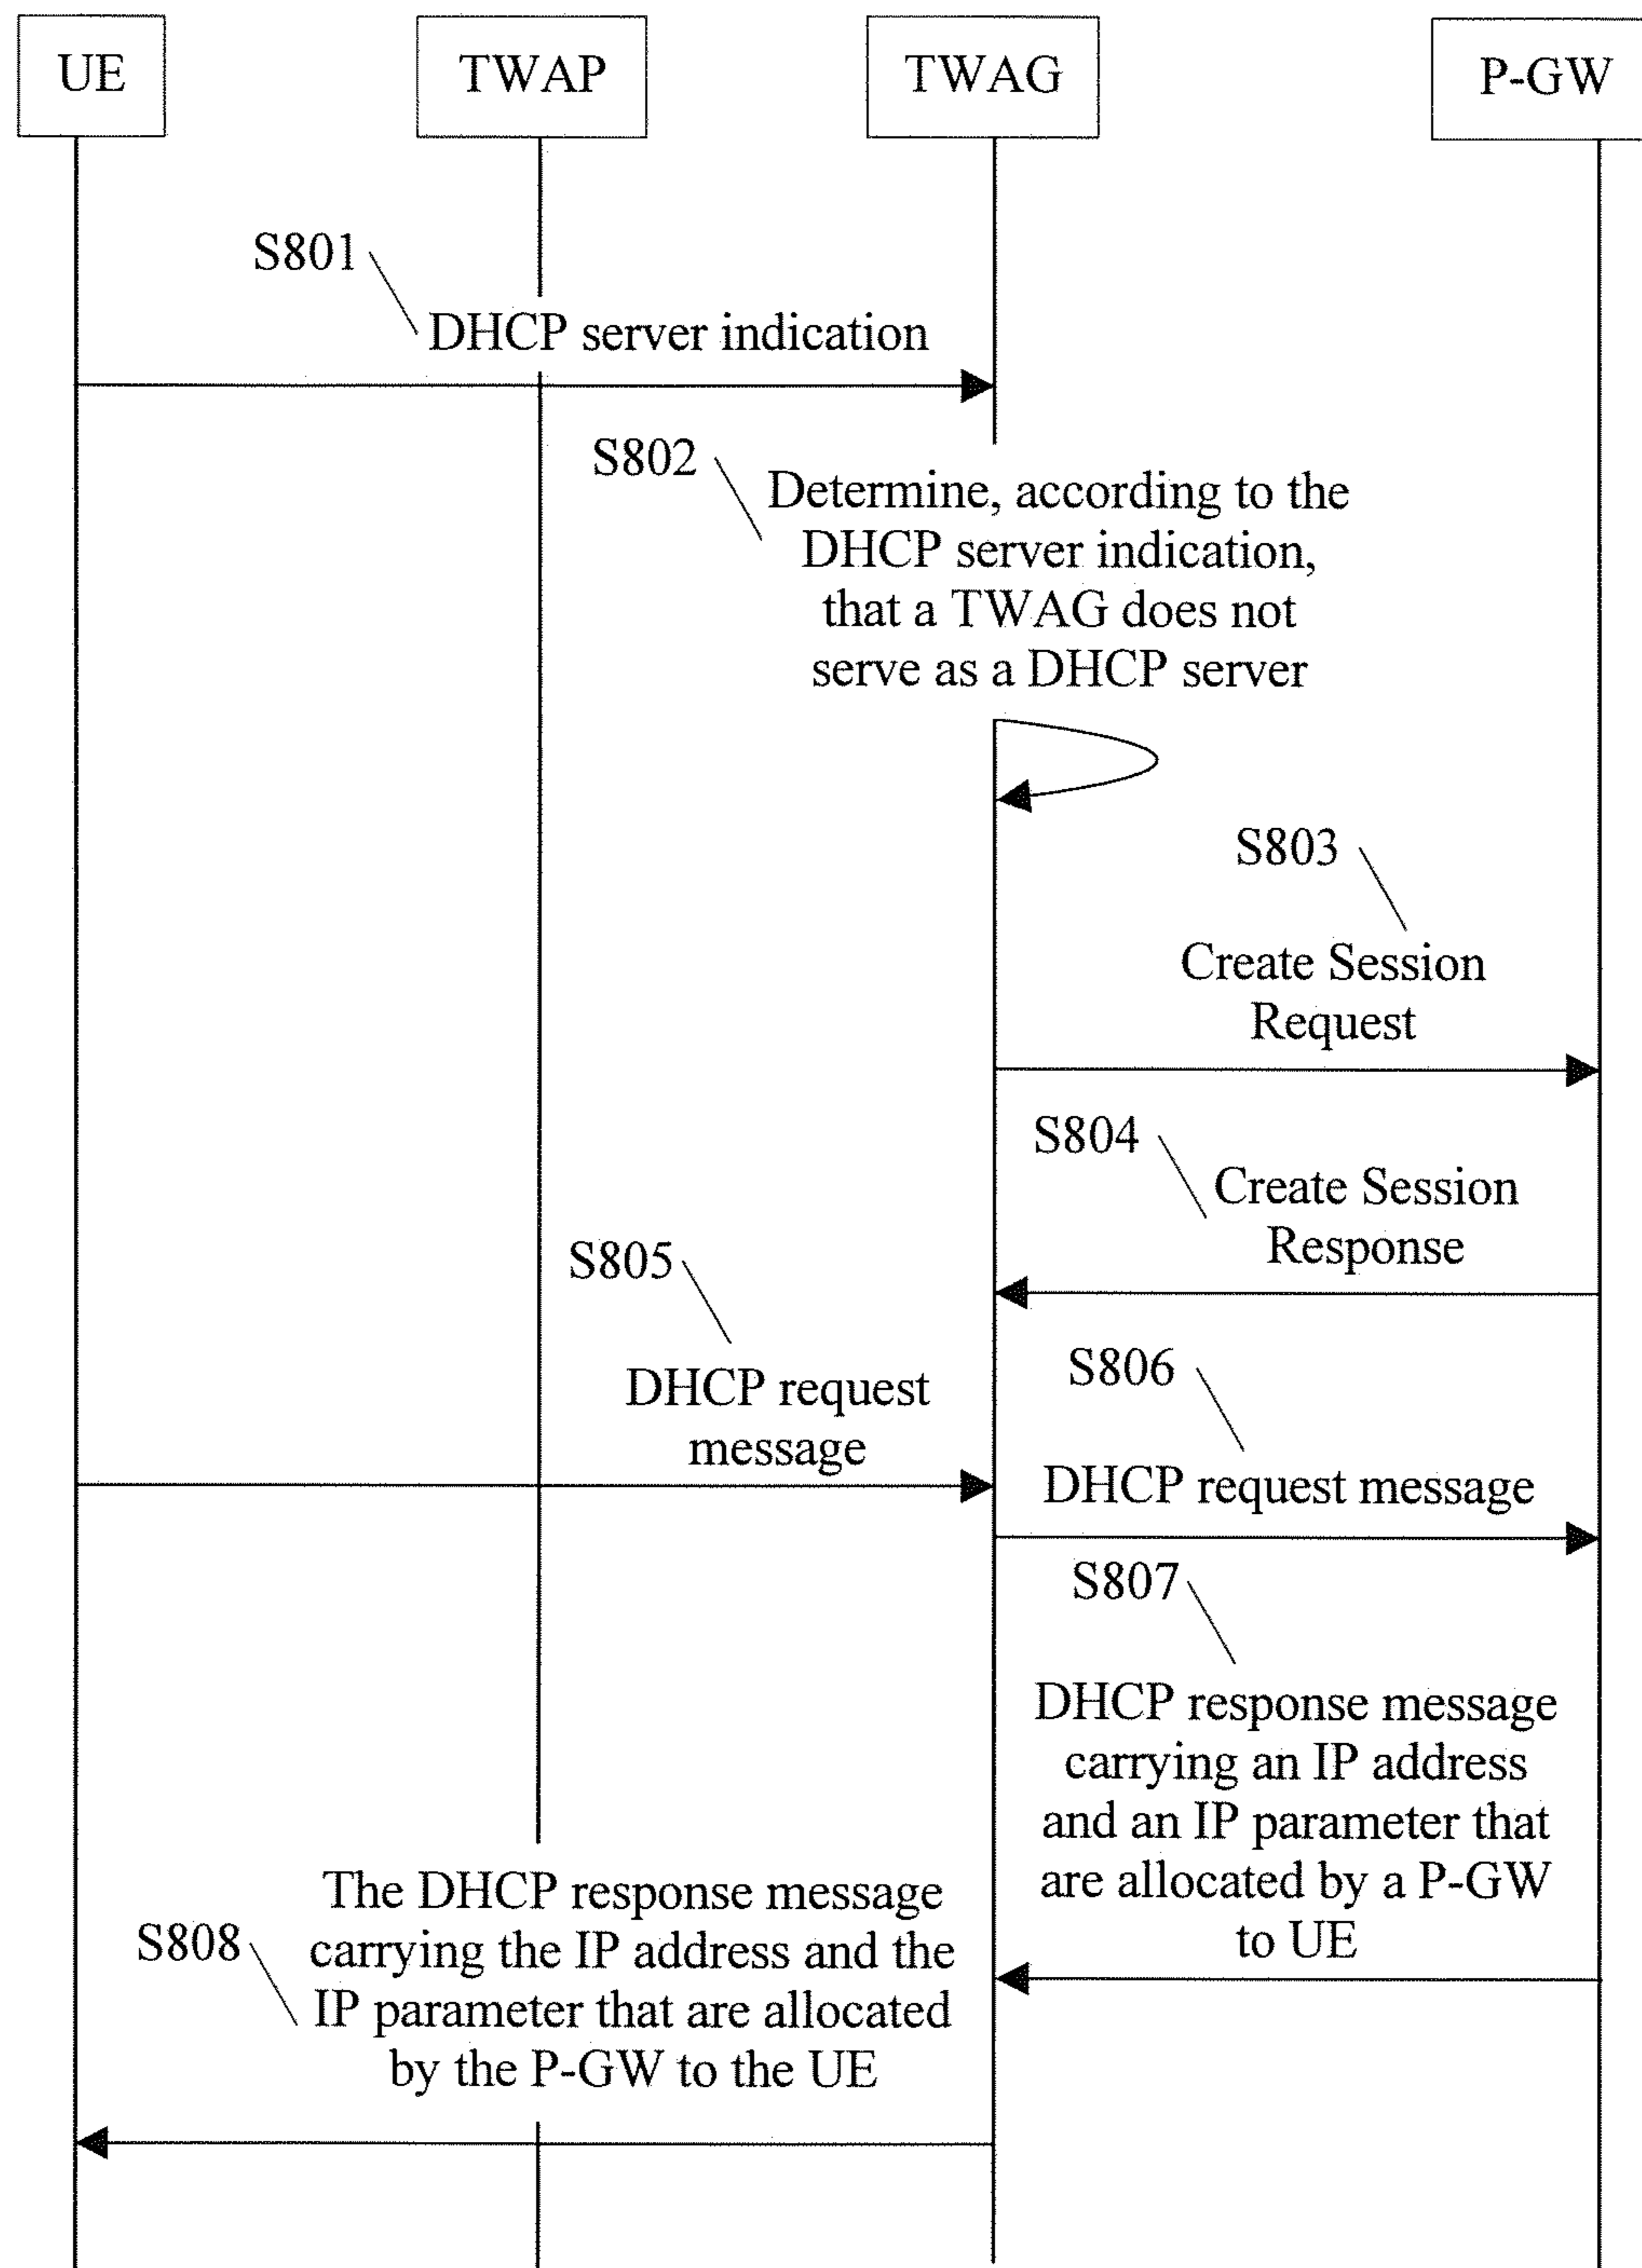 UE
TWAP
TWAG
P-GW
S801
DHCP server indication
S802
Determine, according to the
DHCP server indication,
that a TWAG does not
serve as a DHCP server
S803
Create Session
Request
S804
Create Session
Response
S805
DHCP request
message
S806
DHCP request message
S807
DHCP response message
carrying an IP address
and an IP parameter that
are allocated by a P-GW
to UE
S808
The DHCP response message
carrying the IP address and the
IP parameter that are allocated
by the P-GW to the UE